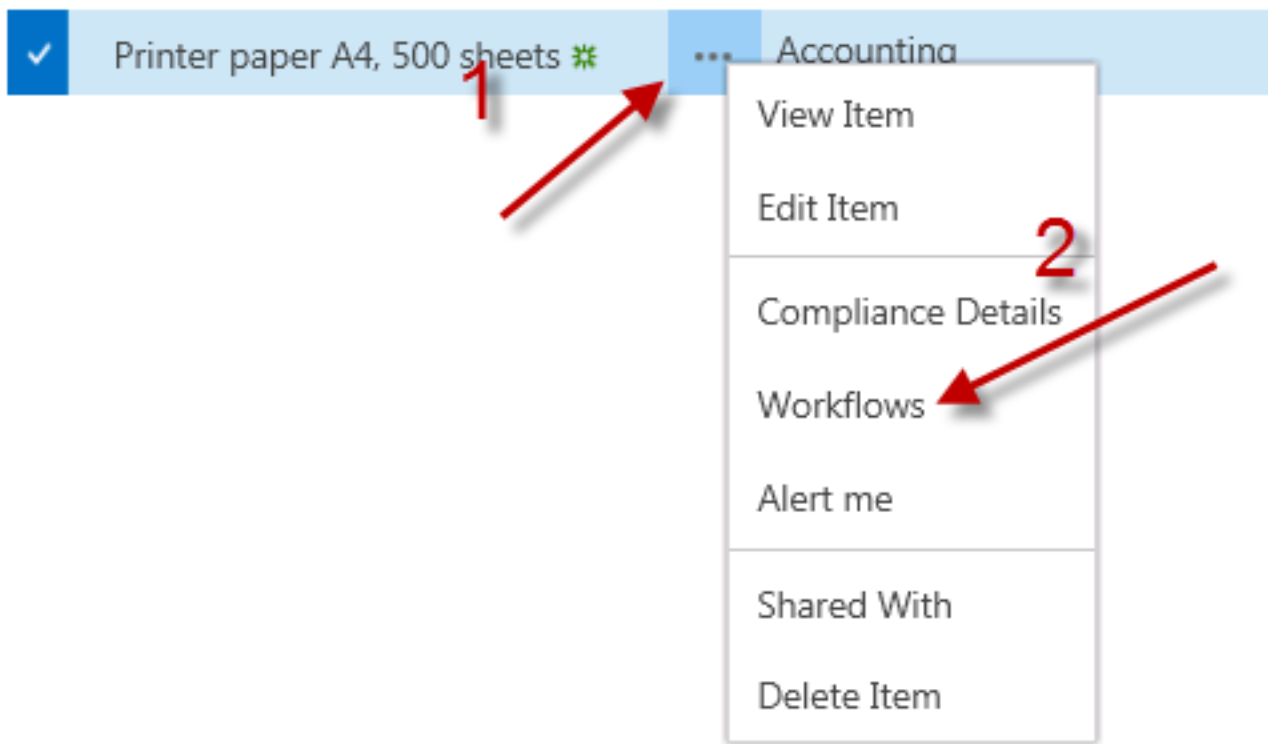 Printer paper A4, 500 sheets ... Accounting
1
View Item
Edit Item
2
Compliance Details
Workflows
Alert me
Shared With
Delete Item